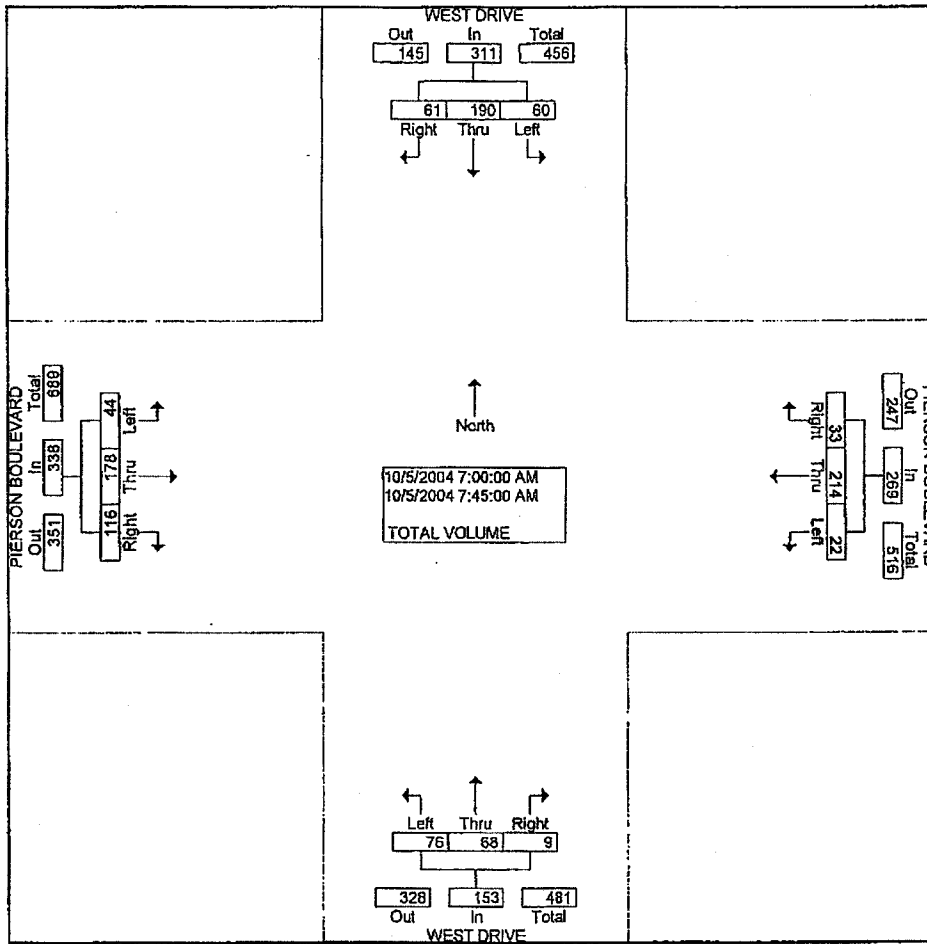 WEST DRIVE
Out In Total
145 311 456
61 190 60
Right Thru Left
PIERSON BOULEVARD
Total In Out
689 338 351
44 178 116
Left Thru Right
North
10/5/2004 7:00:00 AM
10/5/2004 7:45:00 AM
TOTAL VOLUME
Right Thru Left
33 214 22
247 269 516
Out In Total
PIERSON BOULEVARD
Left Thru Right
76 68 9
328 153 481
Out In Total
WEST DRIVE